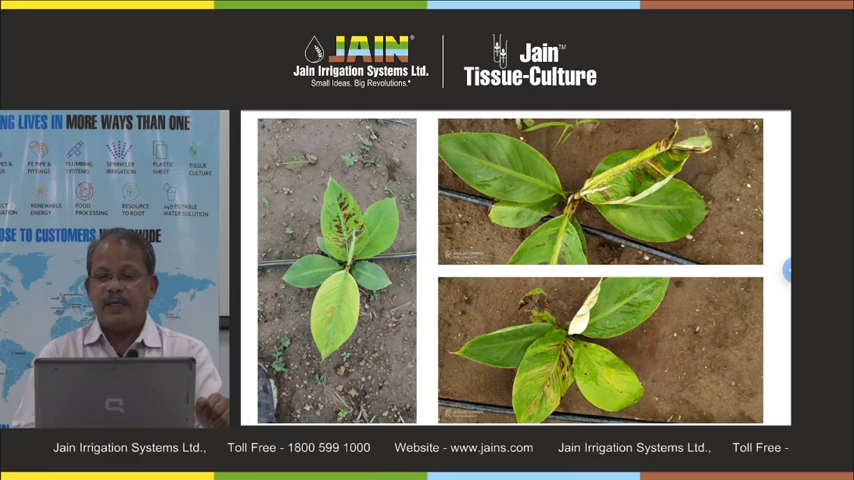 JAIN®
Jain Irrigation Systems Ltd.
Small Ideas. Big Revolutions.®
Jain™
Tissue-Culture
NG LIVES IN MORE WAYS THAN ONE
PE PIPE &
FITTINGS
PLUMBING
SYSTEMS
SPRINKLER
IRRIGATION
PLASTIC
SHEET
TISSUE
CULTURE
RENEWABLE
ENERGY
FOOD
PROCESSING
RESOURCE
TO ROOT
24x7 POTABLE
WATER SOLUTION
OSE TO CUSTOMERS W
WIDE
Jain Irrigation Systems Ltd., Toll Free - 1800 599 1000 Website - www.jains.com Jain Irrigation Systems Ltd., Toll Free -